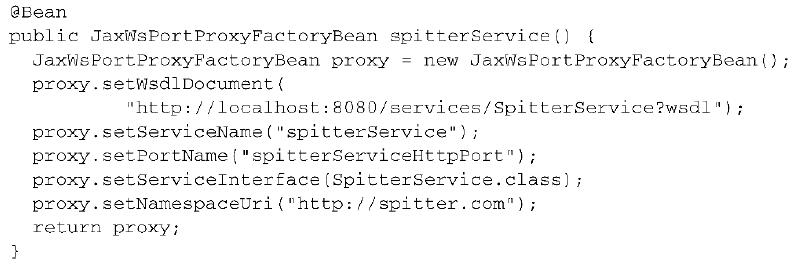 @Bean
public JaxWsPortProxyFactoryBean spitterService() {
JaxWsPortProxyFactoryBean proxy = new JaxWsPortProxyFactoryBean();
proxy.setWsdlDocument(
"http://localhost:8080/services/SpitterService?wsdl");
proxy.setServiceName("spitterService");
proxy.setPortName("spitterServiceHttpPort");
proxy.setServiceInterface(SpitterService.class);
proxy.setNamespaceUri("http://spitter.com");
return proxy;
}